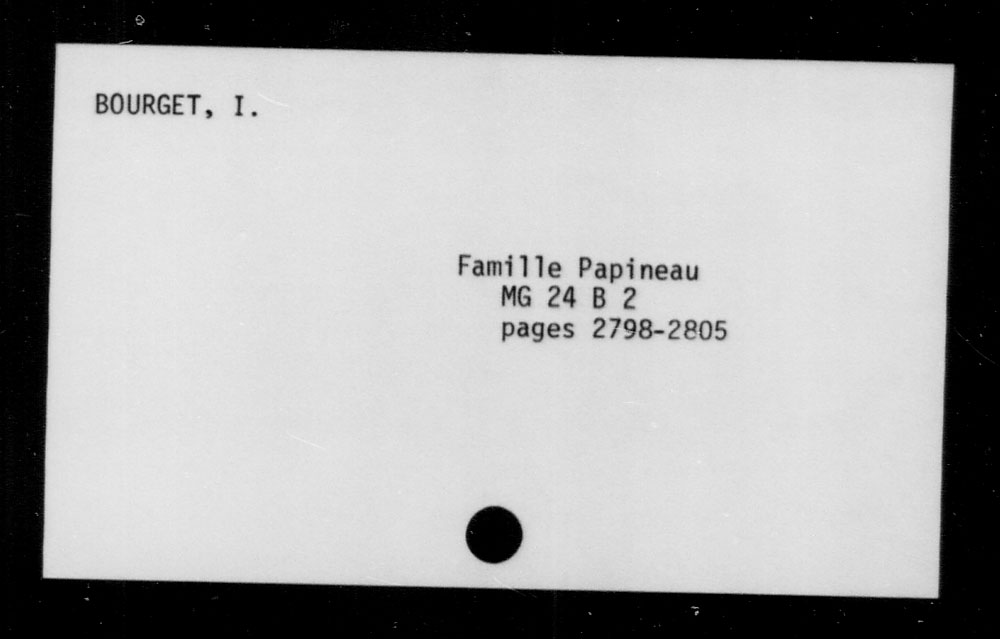 BOURGET, I.
Famille Papineau
MG 24 B 2
pages 2798-2805